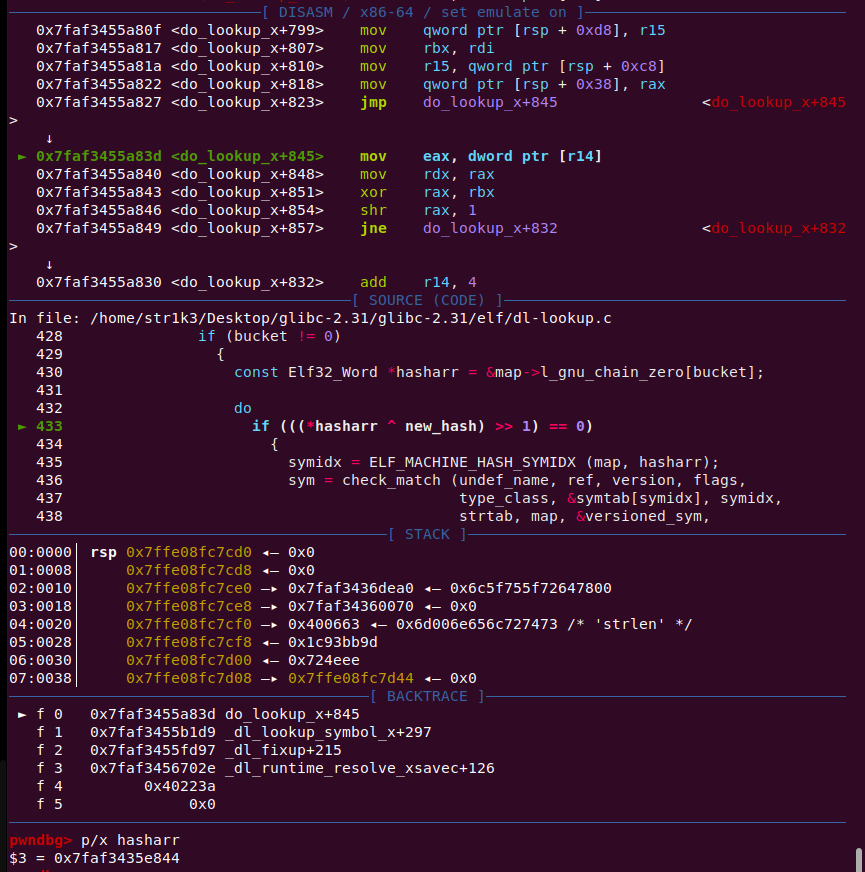 [ DISASM / x86-64 / set emulate on ]
0x7faf3455a80f <do_lookup_x+799>    mov    qword ptr [rsp + 0xd8], r15
0x7faf3455a817 <do_lookup_x+807>    mov    rbx, rdi
0x7faf3455a81a <do_lookup_x+810>    mov    r15, qword ptr [rsp + 0xc8]
0x7faf3455a822 <do_lookup_x+818>    mov    qword ptr [rsp + 0x38], rax
0x7faf3455a827 <do_lookup_x+823>    jmp    do_lookup_x+845                <do_lookup_x+845
>
↓
► 0x7faf3455a83d <do_lookup_x+845>    mov    eax, dword ptr [r14]
0x7faf3455a840 <do_lookup_x+848>    mov    rdx, rax
0x7faf3455a843 <do_lookup_x+851>    xor    rax, rbx
0x7faf3455a846 <do_lookup_x+854>    shr    rax, 1
0x7faf3455a849 <do_lookup_x+857>    jne    do_lookup_x+832                <do_lookup_x+832
>
↓
0x7faf3455a830 <do_lookup_x+832>    add    r14, 4
[ SOURCE (CODE) ]
In file: /home/str1k3/Desktop/glibc-2.31/glibc-2.31/elf/dl-lookup.c
428               if (bucket != 0)
429                 {
430                   const Elf32_Word *hasharr = &map->l_gnu_chain_zero[bucket];
431
432                   do
► 433                     if (((*hasharr ^ new_hash) >> 1) == 0)
434                       {
435                         symidx = ELF_MACHINE_HASH_SYMIDX (map, hasharr);
436                         sym = check_match (undef_name, ref, version, flags,
437                                            type_class, &symtab[symidx], symidx,
438                                            strtab, map, &versioned_sym,
[ STACK ]
00:0000│ rsp 0x7ffe08fc7cd0 ◂— 0x0
01:0008│     0x7ffe08fc7cd8 ◂— 0x0
02:0010│     0x7ffe08fc7ce0 —▸ 0x7faf3436dea0 ◂— 0x6c5f755f72647800
03:0018│     0x7ffe08fc7ce8 —▸ 0x7faf34360070 ◂— 0x0
04:0020│     0x7ffe08fc7cf0 —▸ 0x400663 ◂— 0x6d006e656c727473 /* 'strlen' */
05:0028│     0x7ffe08fc7cf8 ◂— 0x1c93bb9d
06:0030│     0x7ffe08fc7d00 ◂— 0x724eee
07:0038│     0x7ffe08fc7d08 —▸ 0x7ffe08fc7d44 ◂— 0x0
[ BACKTRACE ]
► f 0   0x7faf3455a83d do_lookup_x+845
f 1   0x7faf3455b1d9 _dl_lookup_symbol_x+297
f 2   0x7faf3455fd97 _dl_fixup+215
f 3   0x7faf3456702e _dl_runtime_resolve_xsavec+126
f 4         0x40223a
f 5              0x0
pwndbg> p/x hasharr
$3 = 0x7faf3435e844